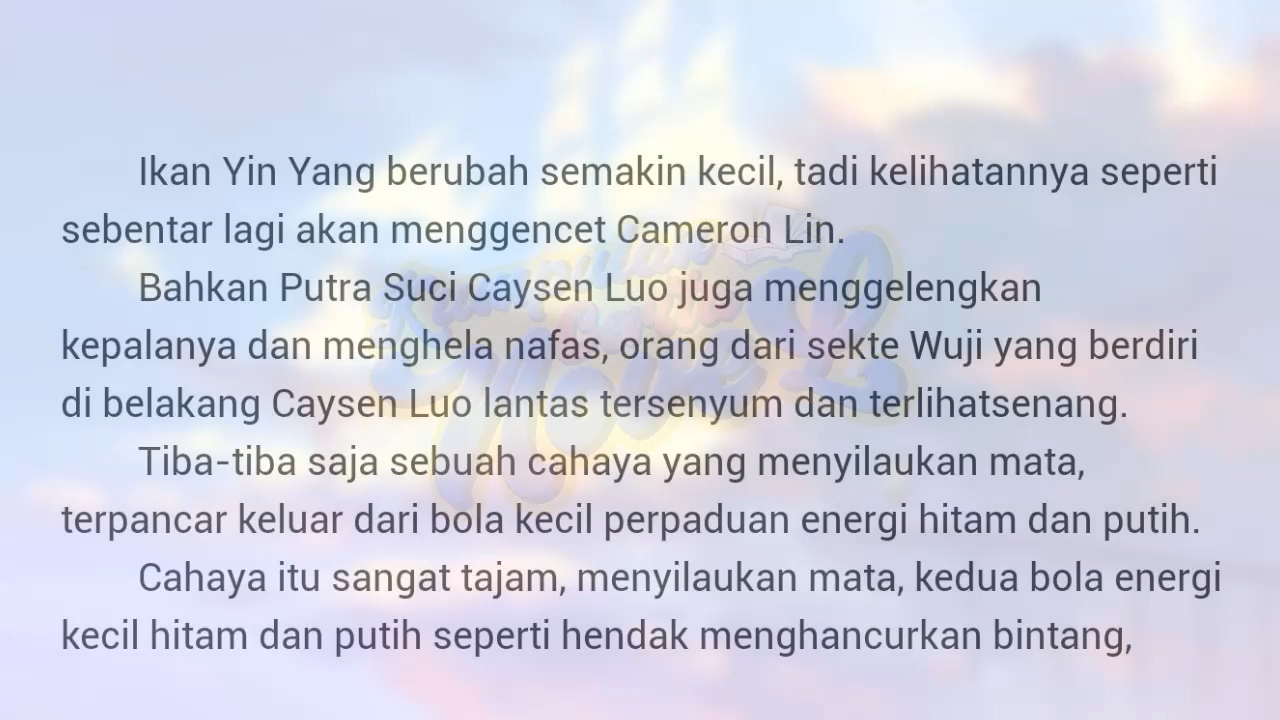 Ikan Yin Yang berubah semakin kecil, tadi kelihatannya seperti
sebentar lagi akan menggencet Cameron Lin.
Bahkan Putra Suci Caysen Luo juga menggelengkan
kepalanya dan menghela nafas, orang dari sekte Wuji yang berdiri
di belakang Caysen Luo lantas tersenyum dan terlihatsenang.
Tiba-tiba saja sebuah cahaya yang menyilaukan mata,
terpancar keluar dari bola kecil perpaduan energi hitam dan putih.
Cahaya itu sangat tajam, menyilaukan mata, kedua bola energi
kecil hitam dan putih seperti hendak menghancurkan bintang,